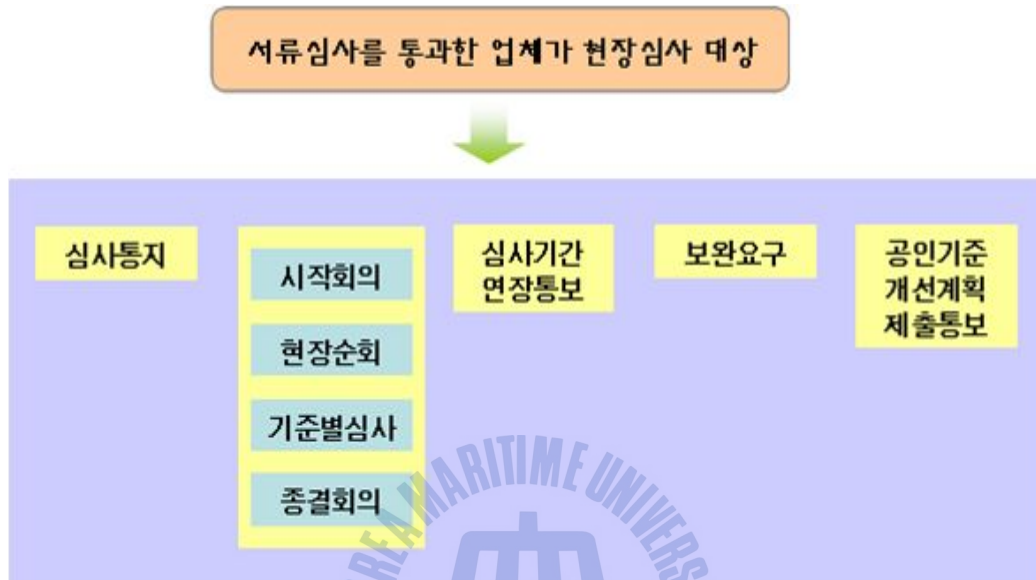 서류심사를 통과한 업체가 현장심사 대상
심사통지
시작회의
현장순회
기준별심사
종결회의
심사기간
연장통보
보완요구
공인기준
개선계획
제출통보
KOREA MARITIME UNIVERS